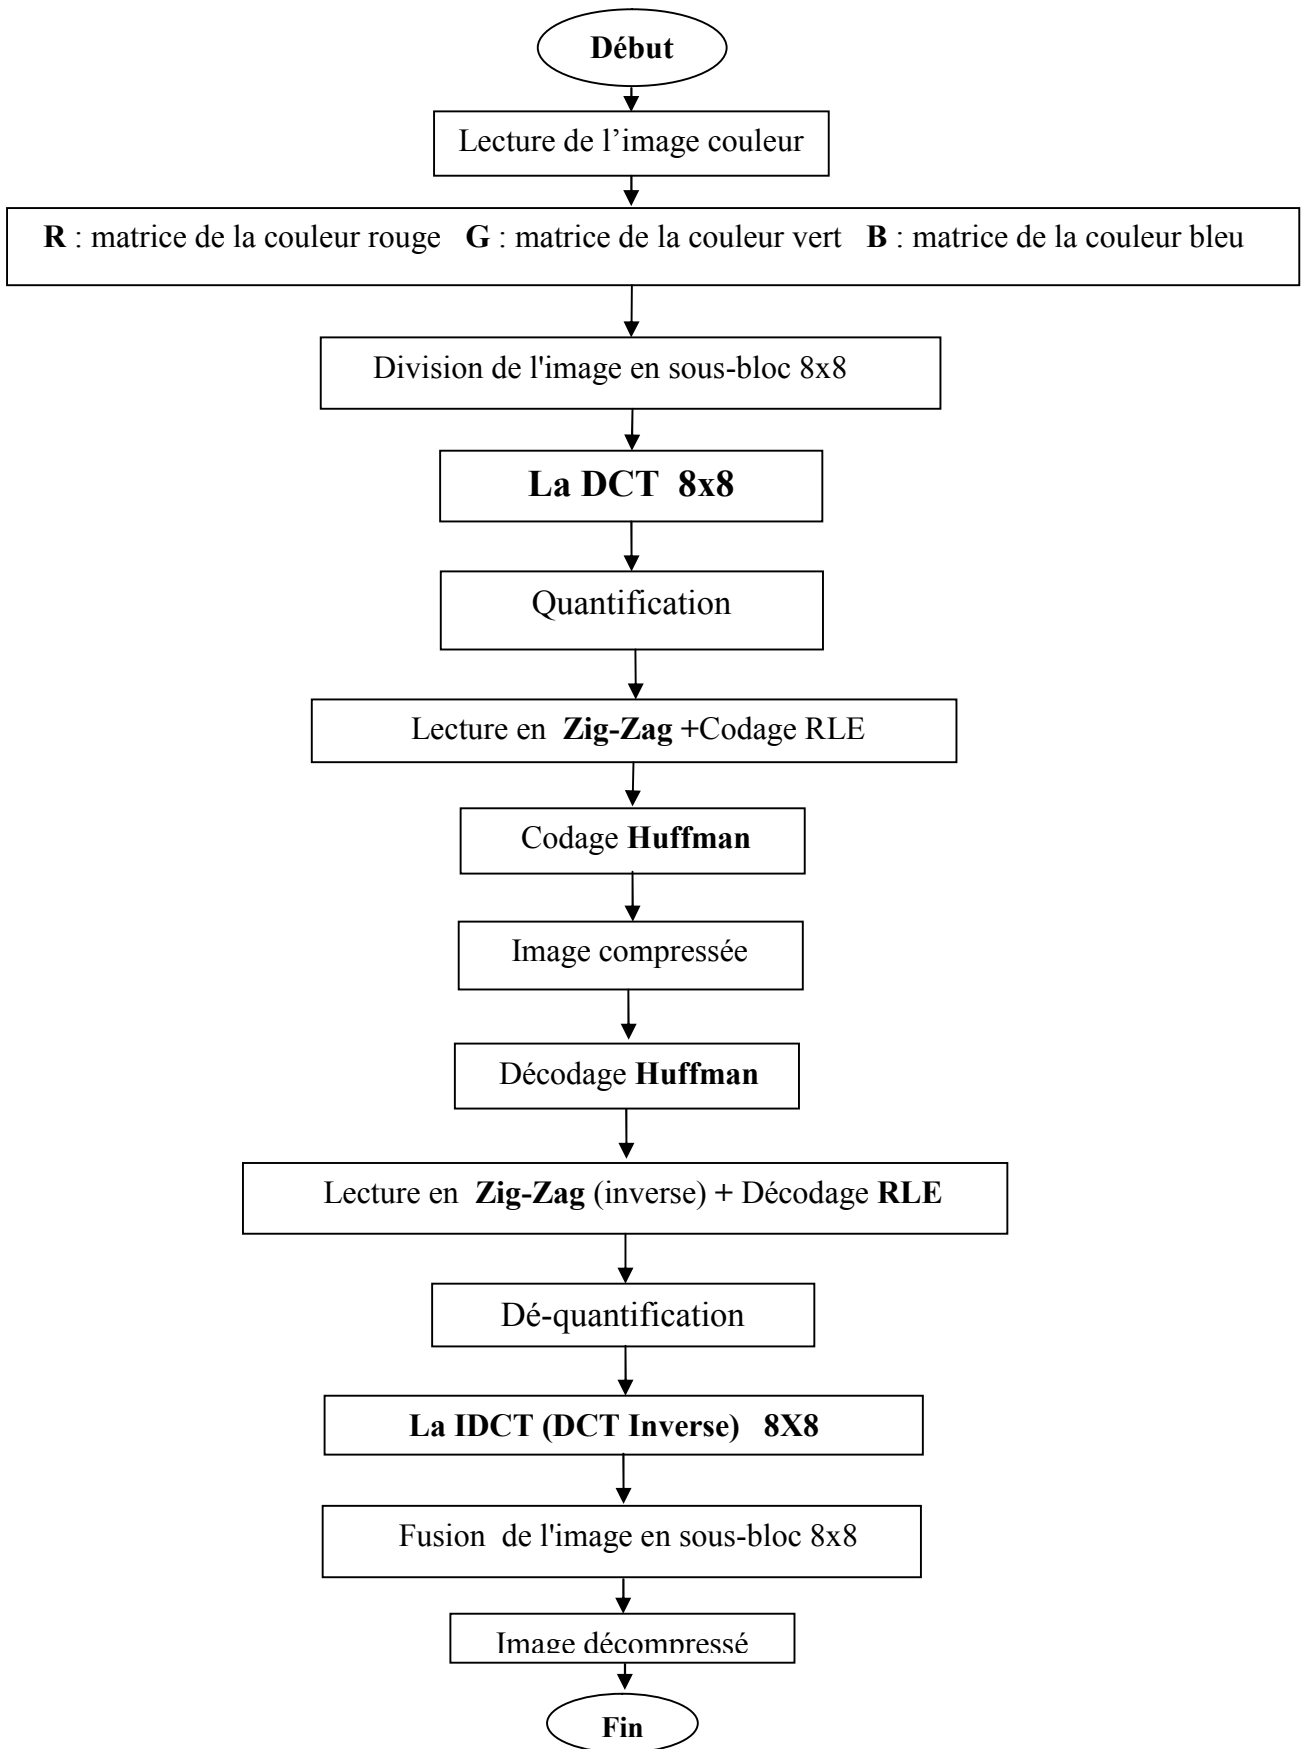 Début
Lecture de l’image couleur
R : matrice de la couleur rouge G : matrice de la couleur vert B : matrice de la couleur bleu
Division de l'image en sous-bloc 8x8
La DCT 8x8
Quantification
Lecture en Zig-Zag +Codage RLE
Codage Huffman
Image compressée
Décodage Huffman
Lecture en Zig-Zag (inverse) + Décodage RLE
Dé-quantification
La IDCT (DCT Inverse) 8X8
Fusion de l'image en sous-bloc 8x8
Image décompressé
Fin